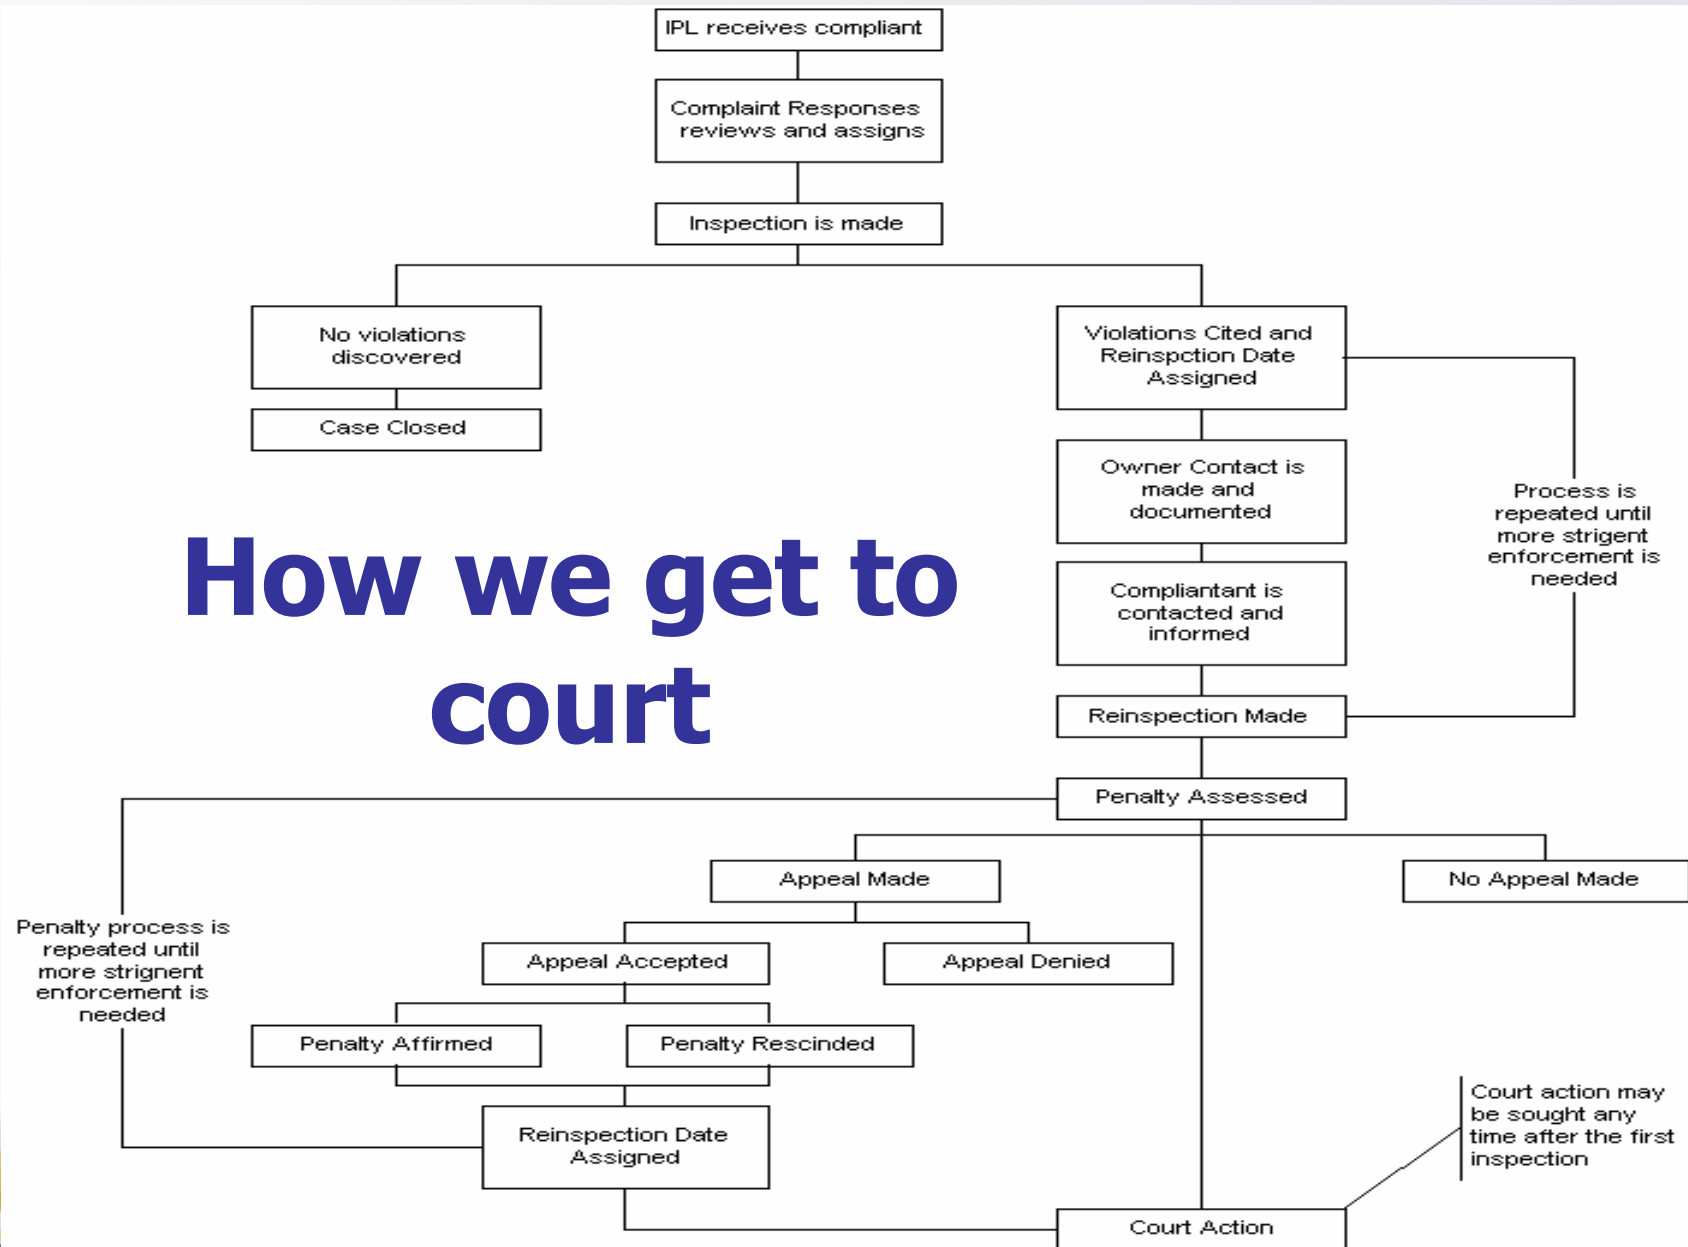 IPL receives compliant
Complaint Responses
reviews and assigns
Inspection is made
No violations
discovered
Case Closed
Violations Cited and
Reinspction Date
Assigned
Owner Contact is
made and
documented
Compliantant is
contacted and
informed
Process is
repeated until
more strigent
enforcement is
needed
How we get to
court
Reinspection Made
Penalty Assessed
Appeal Made
No Appeal Made
Penalty process is
repeated until
more strignent
enforcement is
needed
Appeal Accepted
Appeal Denied
Penalty Affirmed
Penalty Rescinded
Reinspection Date
Assigned
Court action may
be sought any
time after the first
inspection
Court Action